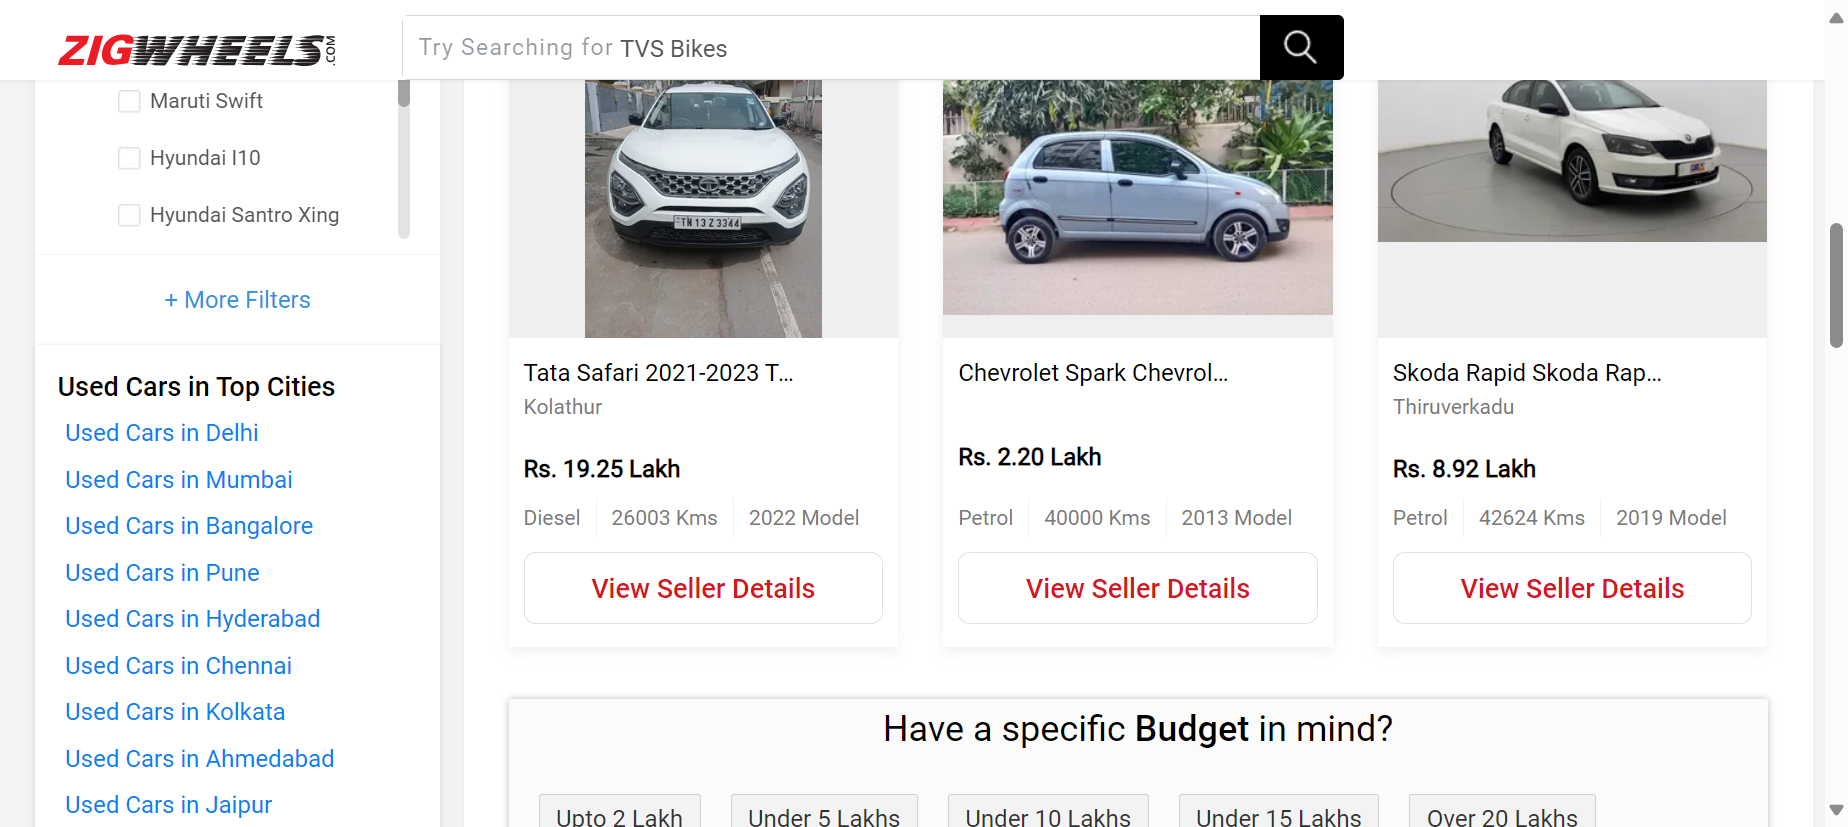 ZIGWHEELS.COM
Try Searching for TVS Bikes
Maruti Swift
Hyundai I10
Hyundai Santro Xing
+ More Filters
Used Cars in Top Cities
Used Cars in Delhi
Used Cars in Mumbai
Used Cars in Bangalore
Used Cars in Pune
Used Cars in Hyderabad
Used Cars in Chennai
Used Cars in Kolkata
Used Cars in Ahmedabad
Used Cars in Jaipur
TN 13 Z 3344
Tata Safari 2021-2023 T...
Kolathur
Rs. 19.25 Lakh
Diesel 26003 Kms 2022 Model
View Seller Details
Chevrolet Spark Chevrol...
Rs. 2.20 Lakh
Petrol 40000 Kms 2013 Model
View Seller Details
Skoda Rapid Skoda Rap...
Thiruverkadu
Rs. 8.92 Lakh
Petrol 42624 Kms 2019 Model
View Seller Details
Have a specific Budget in mind?
Upto 2 Lakh
Under 5 Lakhs
Under 10 Lakhs
Under 15 Lakhs
Over 20 Lakhs